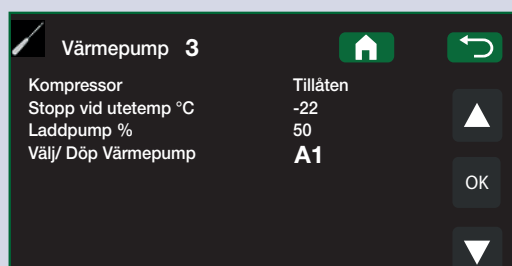 Värmepump 3
Kompressor Tillåten
Stopp vid utetemp °C -22
Laddpump % 50
Välj/ Döp Värmepump A1
OK